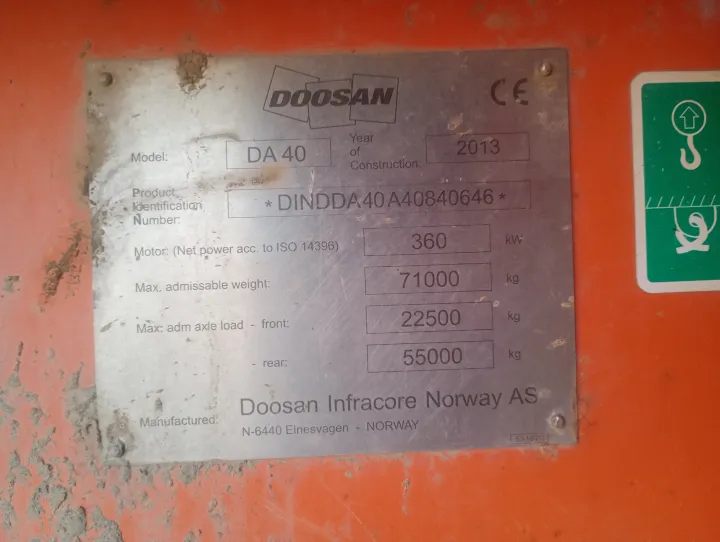 DOOSAN CE
Model: DA 40 Year of Construction: 2013
Product Identification Number: *DINDDA40A40840646*
Motor: (Net power acc. to ISO 14396) 360 kW
Max. admissable weight: 71000 kg
Max: adm axle load - front: 22500 kg
- rear: 55000 kg
Manufactured: Doosan Infracore Norway AS
N-6440 Elnesvagen - NORWAY